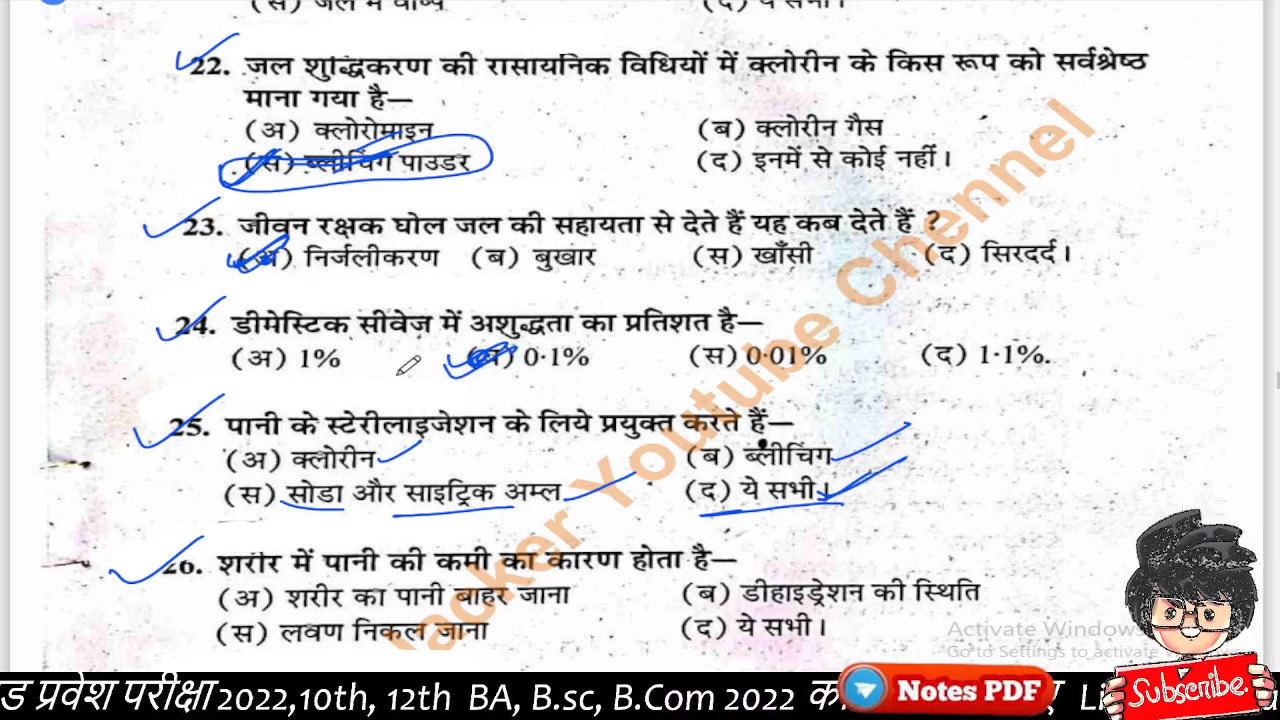 (स) जल में वाष्प (द) ये सभी।
22. जल शुद्धिकरण की रासायनिक विधियों में क्लोरीन के किस रूप को सर्वश्रेष्ठ
माना गया है—
(अ) क्लोरोमाइन (ब) क्लोरीन गैस
(स) ब्लीचिंग पाउडर (द) इनमें से कोई नहीं।
23. जीवन रक्षक घोल जल की सहायता से देते हैं यह कब देते हैं ?
(अ) निर्जलीकरण (ब) बुखार (स) खाँसी (द) सिरदर्द।
24. डीमेस्टिक सीवेज़ में अशुद्धता का प्रतिशत है—
(अ) 1% (ब) 0·1% (स) 0·01% (द) 1·1%.
25. पानी के स्टेरीलाइजेशन के लिये प्रयुक्त करते हैं—
(अ) क्लोरीन (ब) ब्लीचिंग
(स) सोडा और साइट्रिक अम्ल (द) ये सभी।
26. शरीर में पानी की कमी का कारण होता है—
(अ) शरीर का पानी बाहर जाना (ब) डीहाइड्रेशन की स्थिति
(स) लवण निकल जाना (द) ये सभी।
acker Youtube Chennel
Activate Windows
Go to Settings to activate
ड प्रवेश परीक्षा 2022,10th, 12th BA, B.sc, B.Com 2022
Notes PDF
Subscribe.